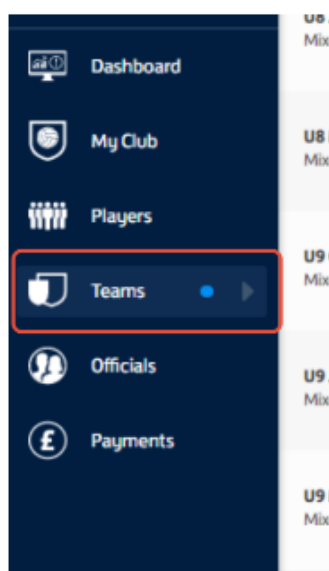 Dashboard
My Club
Players
Teams
Officials
£
Payments
U8
Mix
U8
Mix
U9
Mix
U9
Mix
U9
Mix